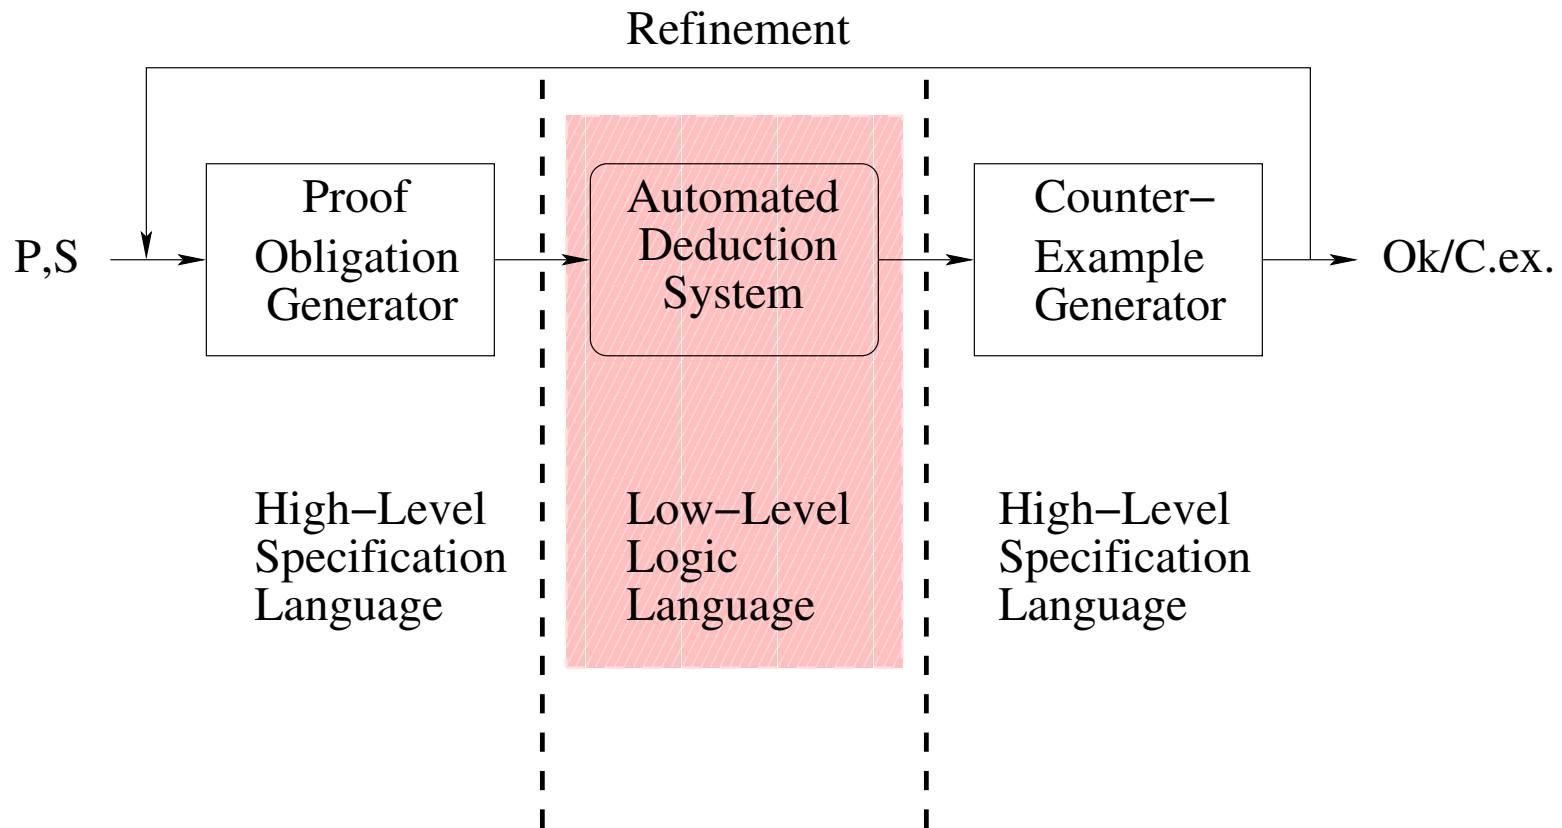 Refinement
P,S
Proof
Obligation
Generator
Automated
Deduction
System
Counter−
Example
Generator
Ok/C.ex.
High−Level
Specification
Language
Low−Level
Logic
Language
High−Level
Specification
Language